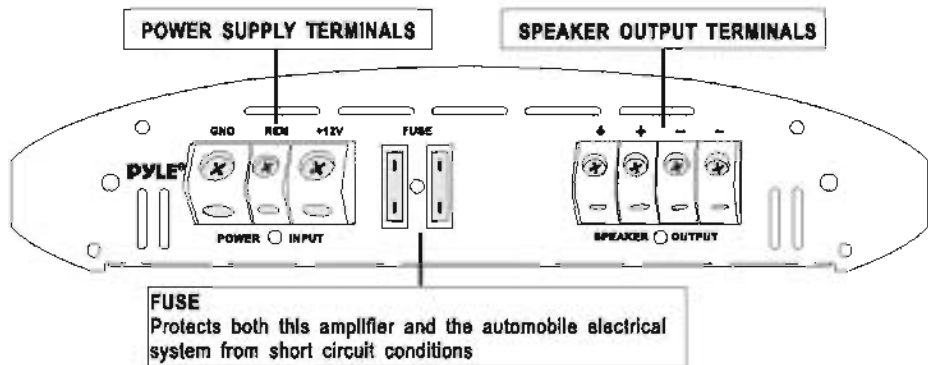 POWER SUPPLY TERMINALS
SPEAKER OUTPUT TERMINALS
GND REM +12V FUSE + + − −
PYLE®
POWER INPUT
SPEAKER OUTPUT
FUSE
Protects both this amplifier and the automobile electrical
system from short circuit conditions